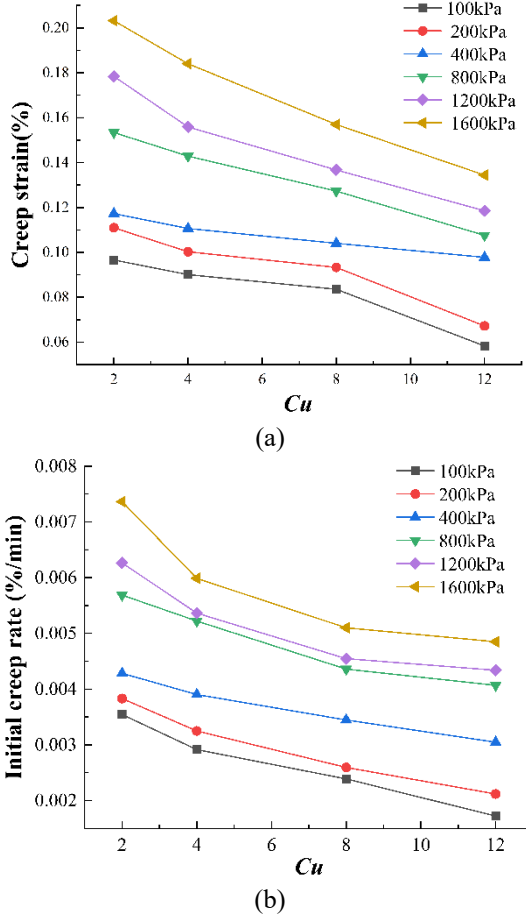 0.20
0.18
0.16
0.14
0.12
0.10
0.08
0.06
Creep strain(%)
100kPa
200kPa
400kPa
800kPa
1200kPa
1600kPa
2 4 6 8 10 12
Cu
(a)
0.008
0.007
0.006
0.005
0.004
0.003
0.002
Initial creep rate (%/min)
100kPa
200kPa
400kPa
800kPa
1200kPa
1600kPa
2 4 6 8 10 12
Cu
(b)